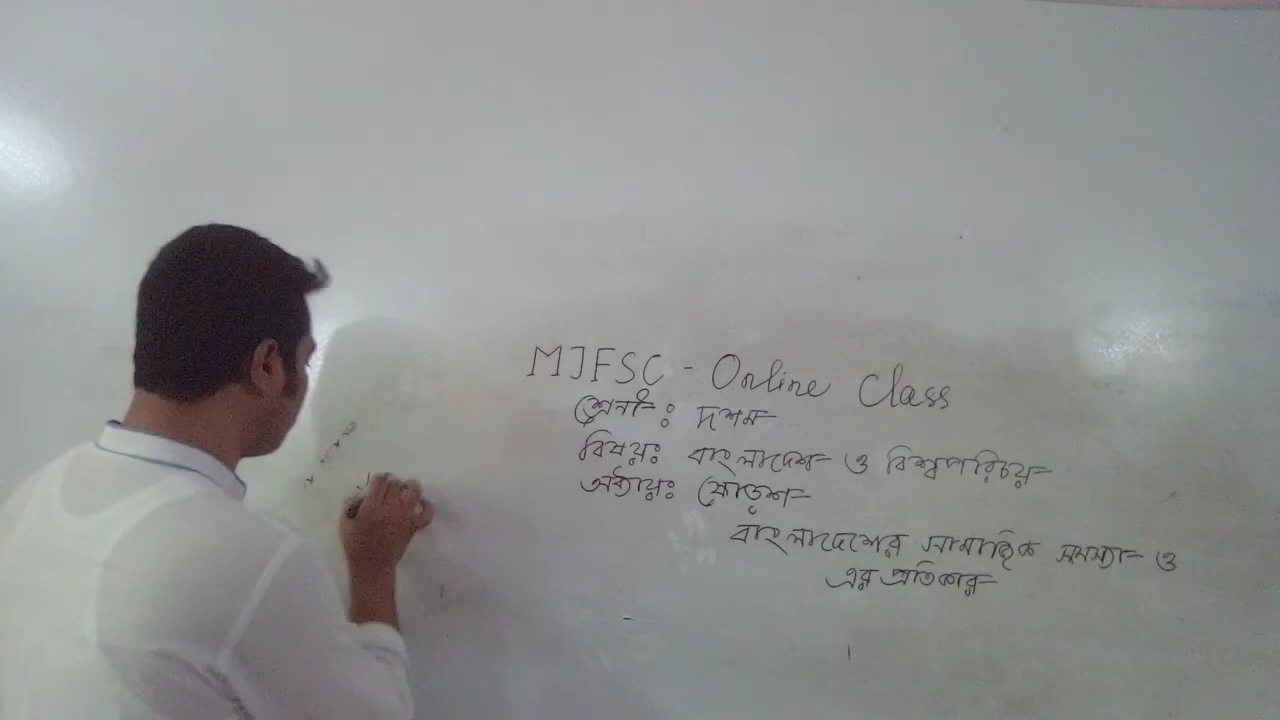 MJFSC - Online Class
শ্রেণী: দশম
বিষয়: বাংলাদেশ ও বিশ্বপরিচয়
অধ্যায়: ষোড়শ
বাংলাদেশের সামাজিক সমস্যা ও
এর প্রতিকার